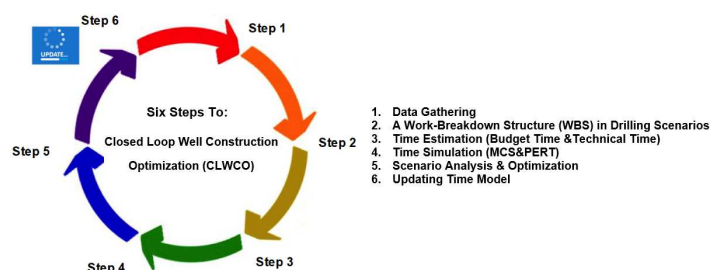 Step 6
Step 1
UPDATE...
Six Steps To:
Closed Loop Well Construction
Optimization (CLWCO)
Step 5
Step 2
Step 4
Step 3
1. Data Gathering
2. A Work-Breakdown Structure (WBS) in Drilling Scenarios
3. Time Estimation (Budget Time &Technical Time)
4. Time Simulation (MCS&PERT)
5. Scenario Analysis & Optimization
6. Updating Time Model